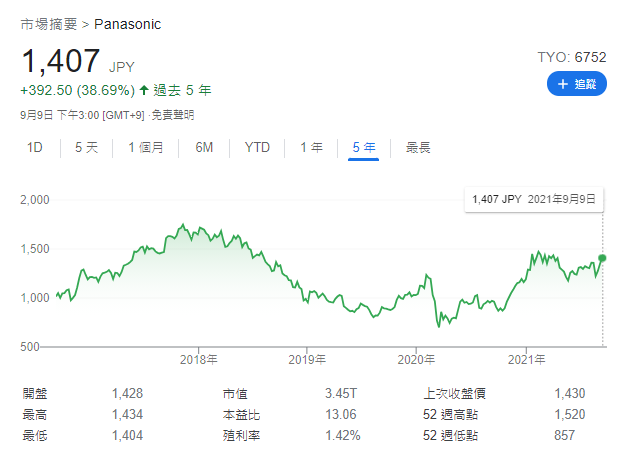 市場摘要 > Panasonic
1,407 JPY
TYO: 6752
+392.50 (38.69%) ↑ 過去 5 年
+ 追蹤
9月9日 下午3:00 [GMT+9] ·免責聲明
1D 5 天 1 個月 6M YTD 1 年 5 年 最長
1,407 JPY 2021年9月9日
2,000
1,500
1,000
500
2018年 2019年 2020年 2021年
開盤 1,428 市值 3.45T 上次收盤價 1,430
最高 1,434 本益比 13.06 52 週高點 1,520
最低 1,404 殖利率 1.42% 52 週低點 857